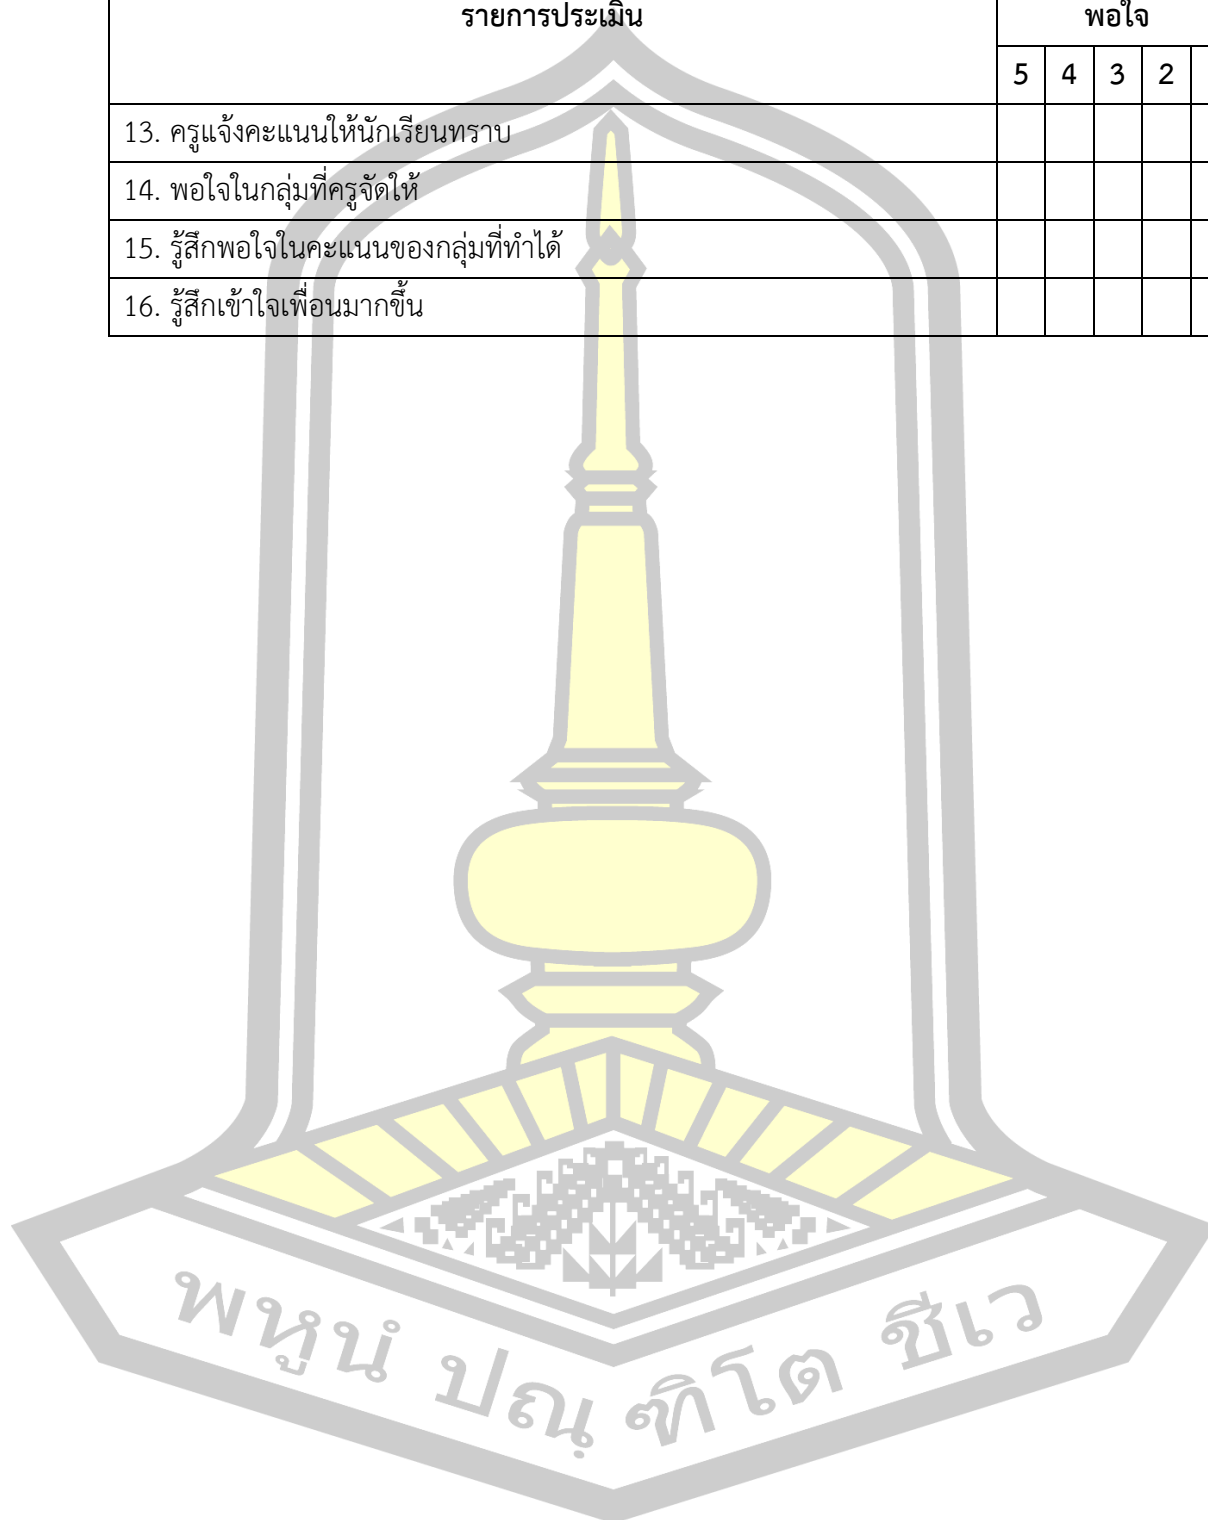 รายการประเมิน พอใจ
5 4 3 2
13. ครูแจ้งคะแนนให้นักเรียนทราบ
14. พอใจในกลุ่มที่ครูจัดให้
15. รู้สึกพอใจในคะแนนของกลุ่มที่ทำได้
16. รู้สึกเข้าใจเพื่อนมากขึ้น
พหูนํ ปณฺ ฑิโต ชีเว